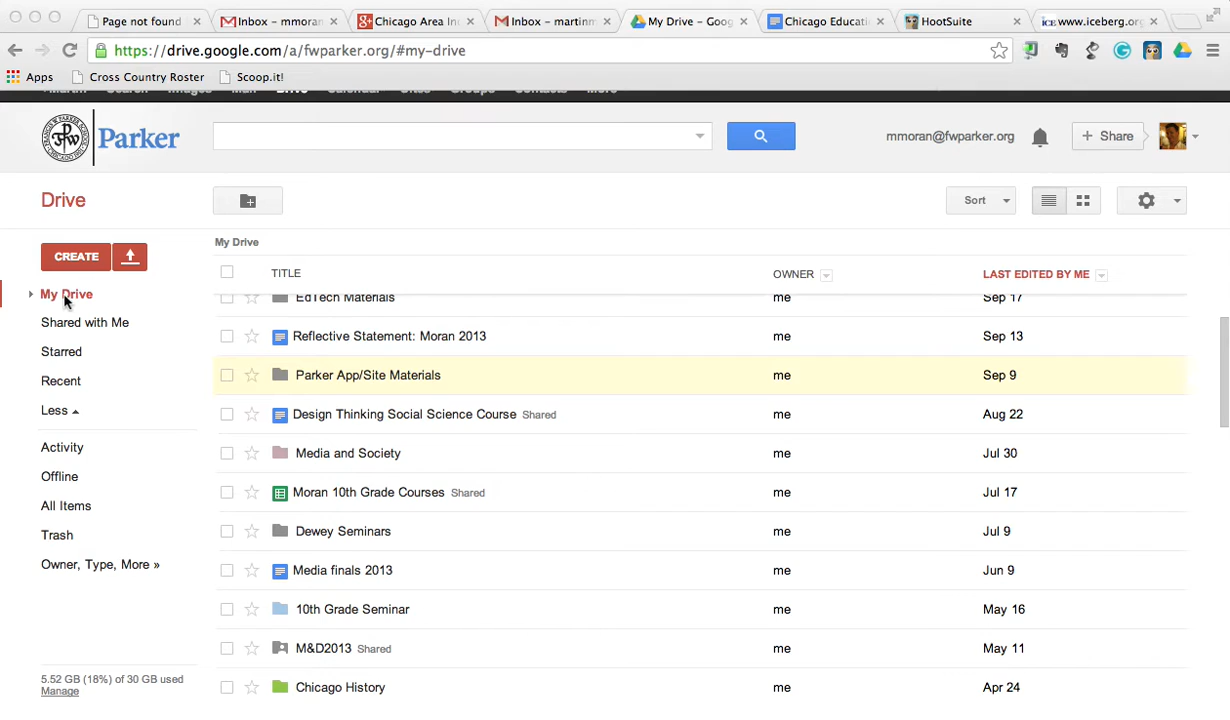 Page not found
Inbox - mmoran
Chicago Area In
Inbox - martinm
My Drive - Goog
Chicago Educati
HootSuite
www.iceberg.or
https://drive.google.com/a/fwparker.org/#my-drive
Apps
Cross Country Roster
Scoop.it!
Parker
mmoran@fwparker.org
+ Share
Drive
Sort
My Drive
CREATE
TITLE
OWNER
LAST EDITED BY ME
My Drive
Shared with Me
Starred
Recent
Less
Activity
Offline
All Items
Trash
Owner, Type, More »
EdTech Materials me Sep 17
Reflective Statement: Moran 2013 me Sep 13
Parker App/Site Materials me Sep 9
Design Thinking Social Science Course Shared me Aug 22
Media and Society me Jul 30
Moran 10th Grade Courses Shared me Jul 17
Dewey Seminars me Jul 9
Media finals 2013 me Jun 9
10th Grade Seminar me May 16
M&D2013 Shared me May 11
Chicago History me Apr 24
5.52 GB (18%) of 30 GB used
Manage